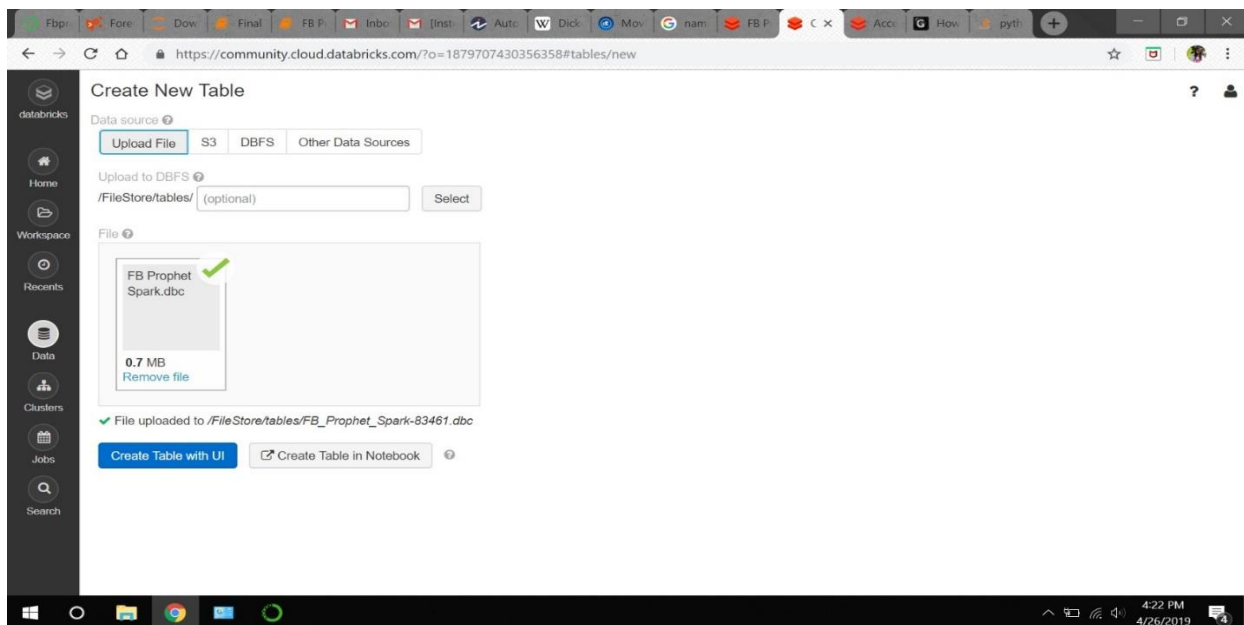 Fbpr Fore Dow Final FB P Inbo [Inst Auto Dick Mov nam FB P C Acce How pyth
https://community.cloud.databricks.com/?o=1879707430356358#tables/new
databricks
Home
Workspace
Recents
Data
Clusters
Jobs
Search
Create New Table
Data source
Upload File S3 DBFS Other Data Sources
Upload to DBFS
/FileStore/tables/ (optional) Select
File
FB Prophet
Spark.dbc
0.7 MB
Remove file
File uploaded to /FileStore/tables/FB_Prophet_Spark-83461.dbc
Create Table with UI Create Table in Notebook
4:22 PM
4/26/2019